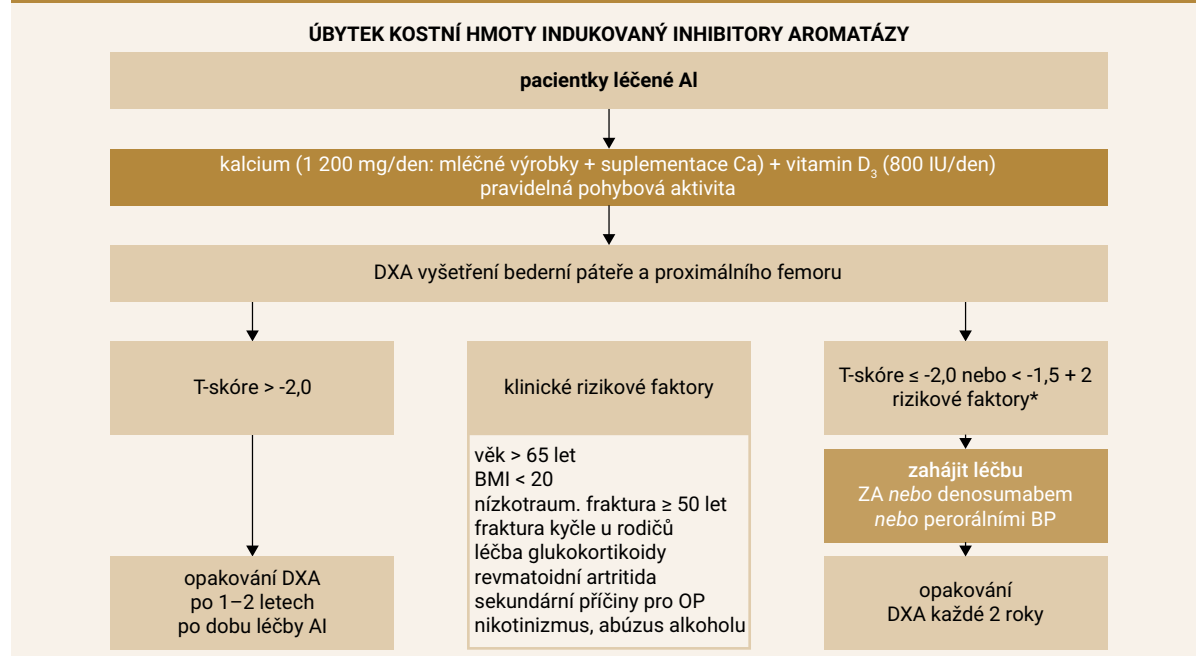 ÚBYTEK KOSTNÍ HMOTY INDUKOVANÝ INHIBITORY AROMATÁZY
pacientky léčené AI
kalcium (1 200 mg/den: mléčné výrobky + suplementace Ca) + vitamin D₃ (800 IU/den)
pravidelná pohybová aktivita
DXA vyšetření bederní páteře a proximálního femoru
T-skóre > -2,0
opakování DXA
po 1–2 letech
po dobu léčby AI
klinické rizikové faktory
věk > 65 let
BMI < 20
nízkotraum. fraktura ≥ 50 let
fraktura kyčle u rodičů
léčba glukokortikoidy
revmatoidní artritida
sekundární příčiny pro OP
nikotinizmus, abúzus alkoholu
T-skóre ≤ -2,0 nebo < -1,5 + 2
rizikové faktory*
zahájit léčbu
ZA nebo denosumabem
nebo perorálními BP
opakování
DXA každé 2 roky